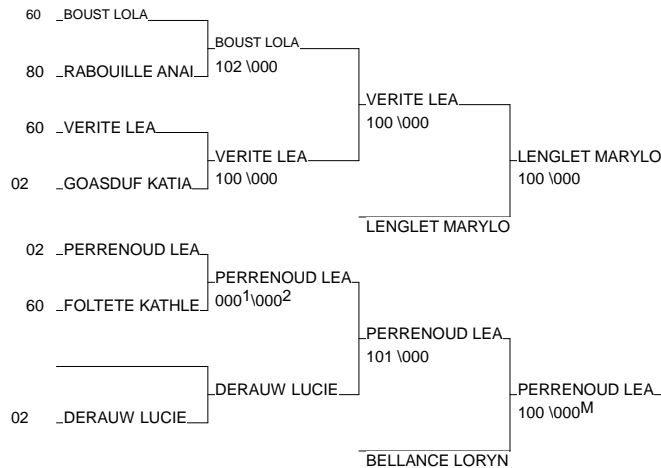 60 BOUST LOLA
BOUST LOLA
102 \000
80 RABOUILLE ANAI
VERITE LEA
100 \000
60 VERITE LEA
VERITE LEA
100 \000
LENGLET MARYLO
100 \000
02 GOASDUF KATIA
LENGLET MARYLO
02 PERRENOUD LEA
PERRENOUD LEA
000¹\000²
60 FOLTETE KATHLE
PERRENOUD LEA
101 \000
DERAUW LUCIE
PERRENOUD LEA
100 \000ᴹ
02 DERAUW LUCIE
BELLANCE LORYN